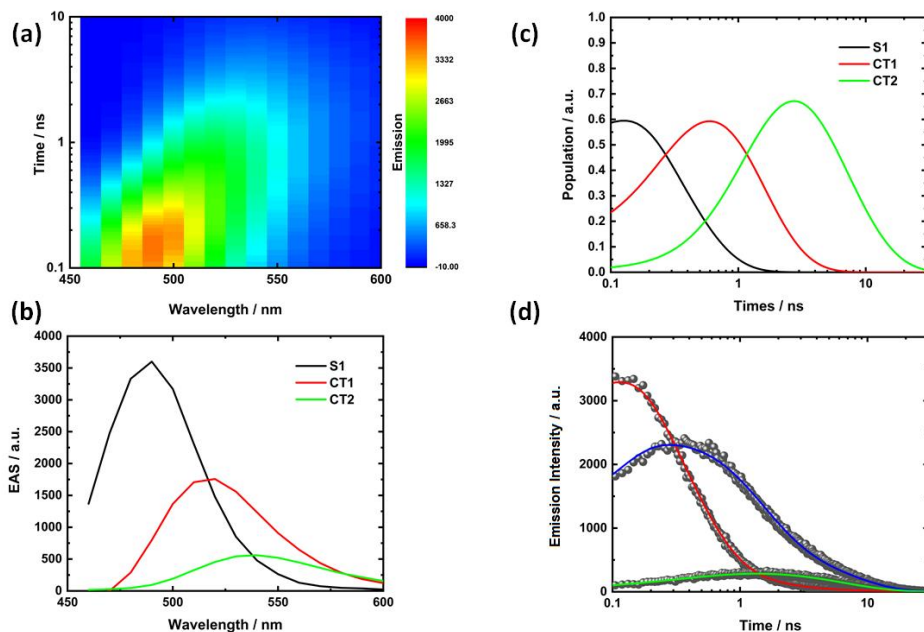 (a)
10
1
0.1
Time / ns
450
500
550
600
Wavelength / nm
4000
3332
2663
1995
1327
658.3
-10.00
Emission
(c)
1.0
0.9
0.8
0.7
0.6
0.5
0.4
0.3
0.2
0.1
0.0
Population / a.u.
S1
CT1
CT2
0.1
1
10
Times / ns
(b)
4000
3500
3000
2500
2000
1500
1000
500
0
EAS / a.u.
S1
CT1
CT2
450
500
550
600
Wavelength / nm
(d)
4000
3000
2000
1000
0
Emission Intensity / a.u.
0.1
1
10
Time / ns